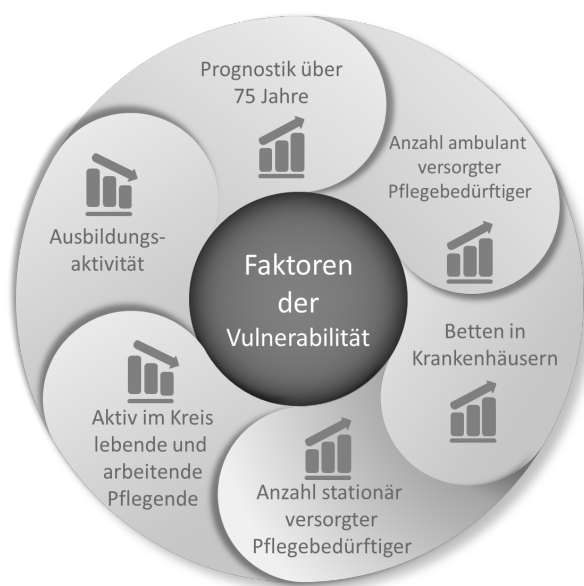 Prognostik über
75 Jahre
Anzahl ambulant
versorgter
Pflegebedürftiger
Betten in
Krankenhäusern
Anzahl stationär
versorgter
Pflegebedürftiger
Aktiv im Kreis
lebende und
arbeitende
Pflegende
Ausbildungs-
aktivität
Faktoren
der
Vulnerabilität